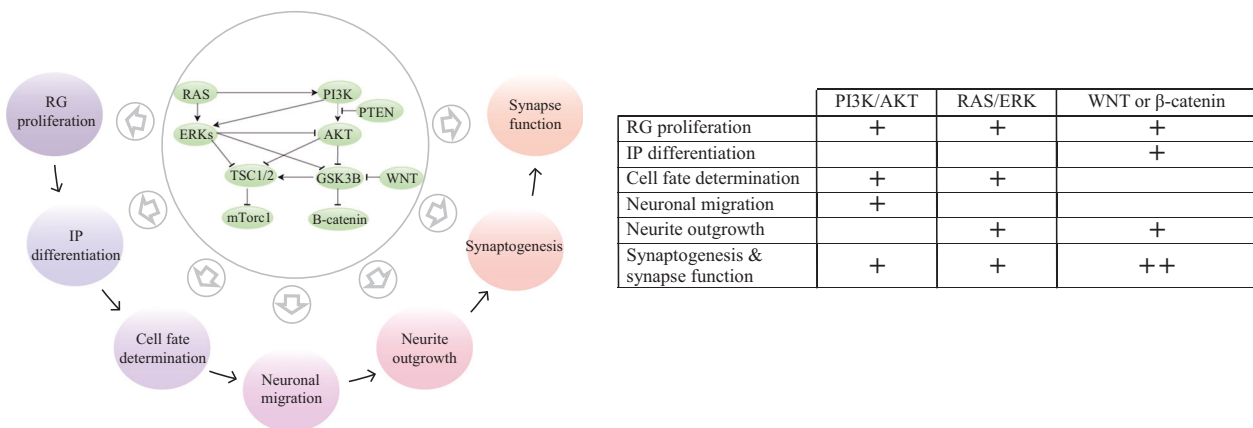 RG
proliferation
IP
differentiation
Cell fate
determination
Neuronal
migration
Neurite
outgrowth
Synaptogenesis
Synapse
function
RAS
PI3K
PTEN
ERKs
AKT
TSC1/2
GSK3B
WNT
mTorc1
B-catenin
PI3K/AKT RAS/ERK WNT or β-catenin
RG proliferation + + +
IP differentiation +
Cell fate determination + +
Neuronal migration +
Neurite outgrowth + +
Synaptogenesis &
synapse function + + ++